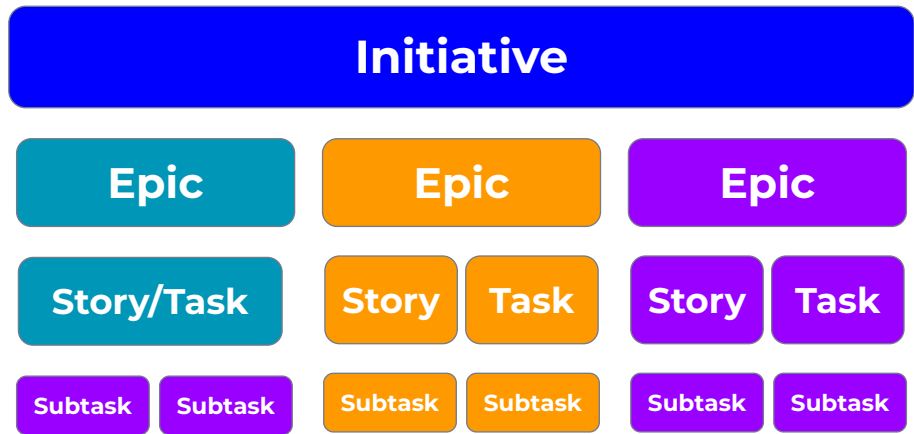 Initiative
Epic Epic Epic
Story/Task Story Task Story Task
Subtask Subtask Subtask Subtask Subtask Subtask